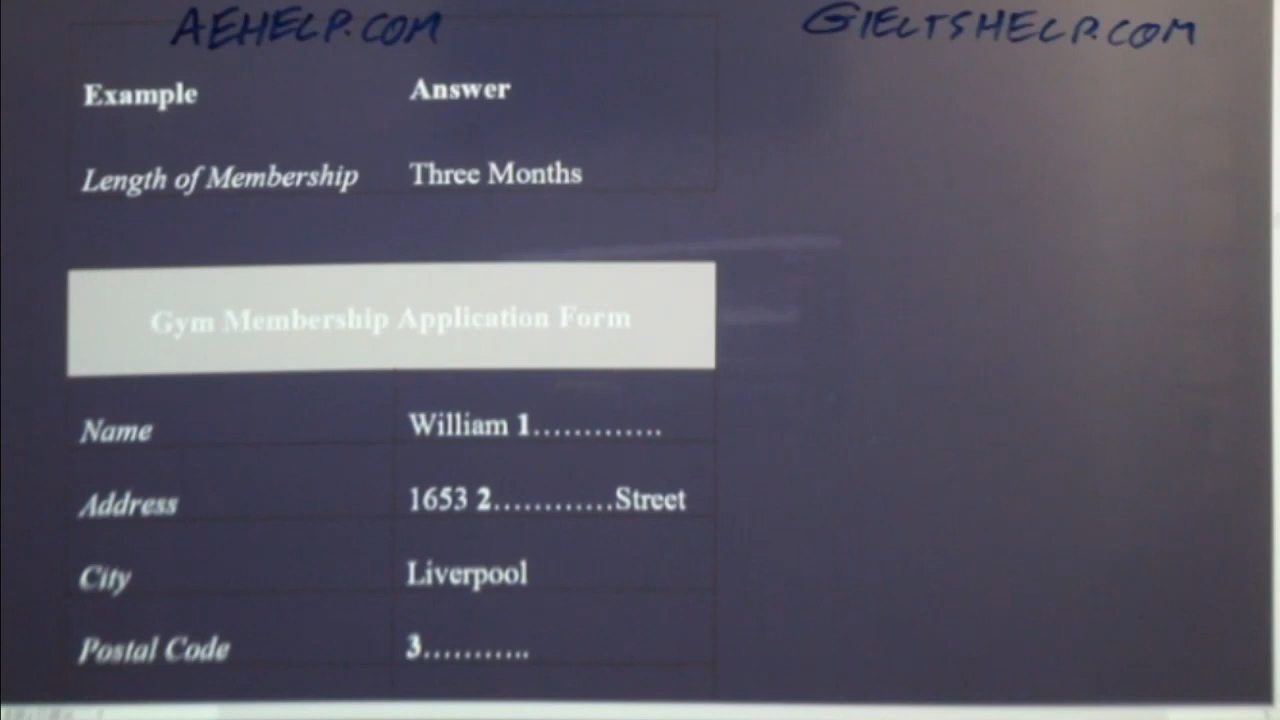 AEHELP.COM GIELTSHELP.COM
Example Answer
Length of Membership Three Months
Gym Membership Application Form
Name William 1.............
Address 1653 2............Street
City Liverpool
Postal Code 3...........